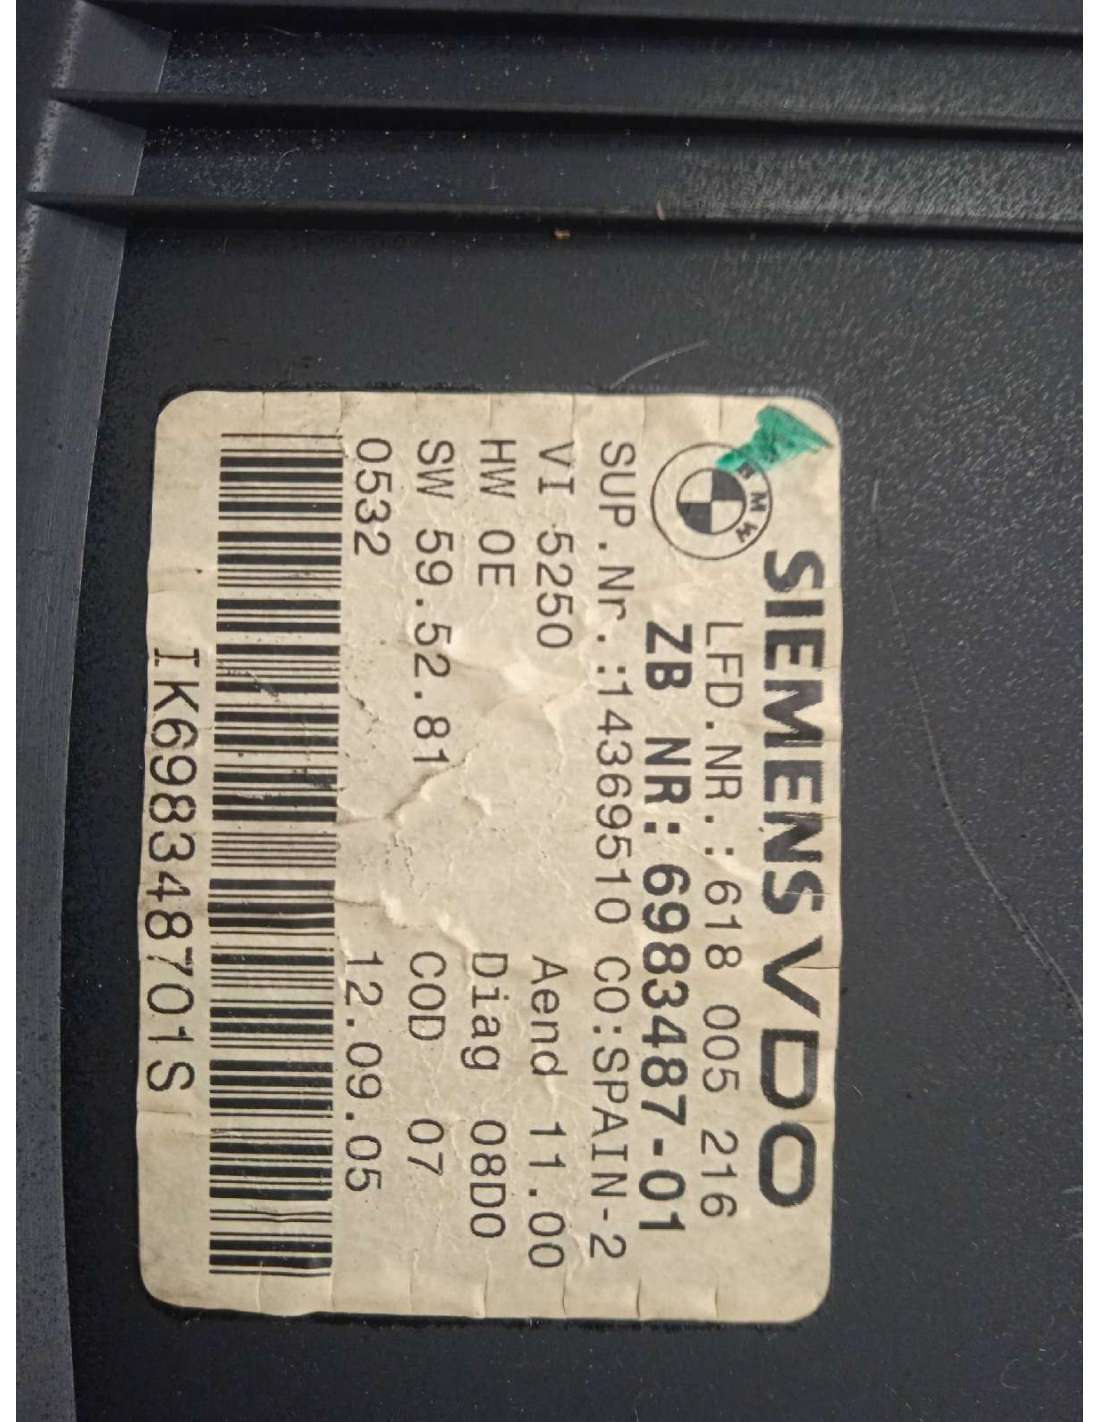 SIEMENS VDO
BMW
LFD.NR.:618 005 216
ZB NR:6983487-01
SUP.Nr.:14369510 CO:SPAIN-2
VI 5250 Aend 11.00
HW 0E Diag 08D0
SW 59.52.81 COD 07
0532 12.09.05
IK698348701S